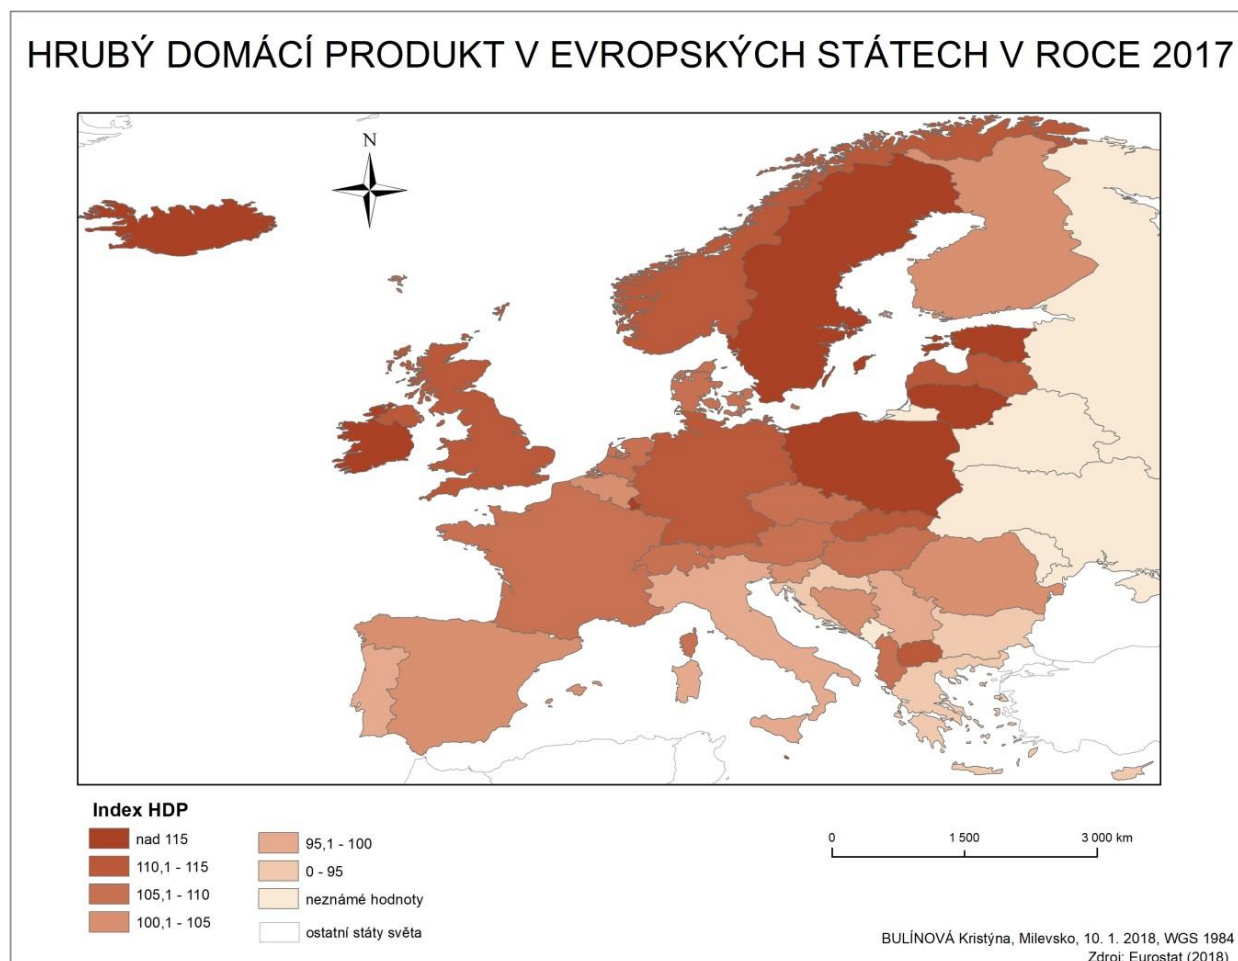 HRUBÝ DOMÁCÍ PRODUKT V EVROPSKÝCH STÁTECH V ROCE 2017
N
Index HDP
nad 115
110,1 - 115
105,1 - 110
100,1 - 105
95,1 - 100
0 - 95
neznámé hodnoty
ostatní státy světa
0 1 500 3 000 km
BULÍNOVÁ Kristýna, Milevsko, 10. 1. 2018, WGS 1984
Zdroj: Eurostat (2018)